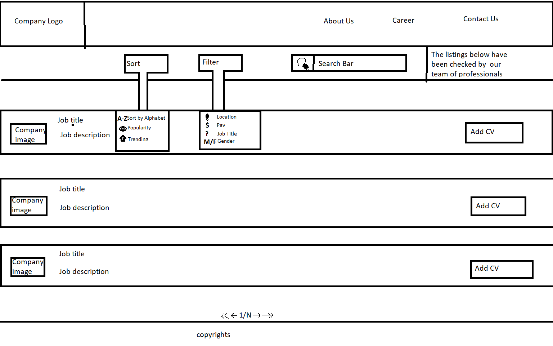 Company Logo
About Us
Career
Contact Us
Sort
Filter
Search Bar
The listings below have
been checked by our
team of professionals
Job title
Company
image
Job description
A-Z Sort by Alphabet
Popularity
Trending
Location
$ Pay
? Job Title
M/F Gender
Add CV
Job title
Company
image
Job description
Add CV
Job title
Company
image
Job description
Add CV
<< ← 1/N → >>
copyrights